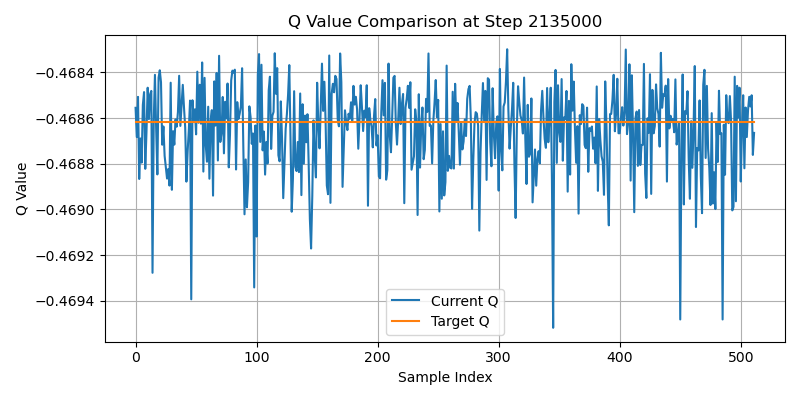 Q Value Comparison at Step 2135000
Q Value
−0.4684
−0.4686
−0.4688
−0.4690
−0.4692
−0.4694
Current Q
Target Q
0 100 200 300 400 500
Sample Index